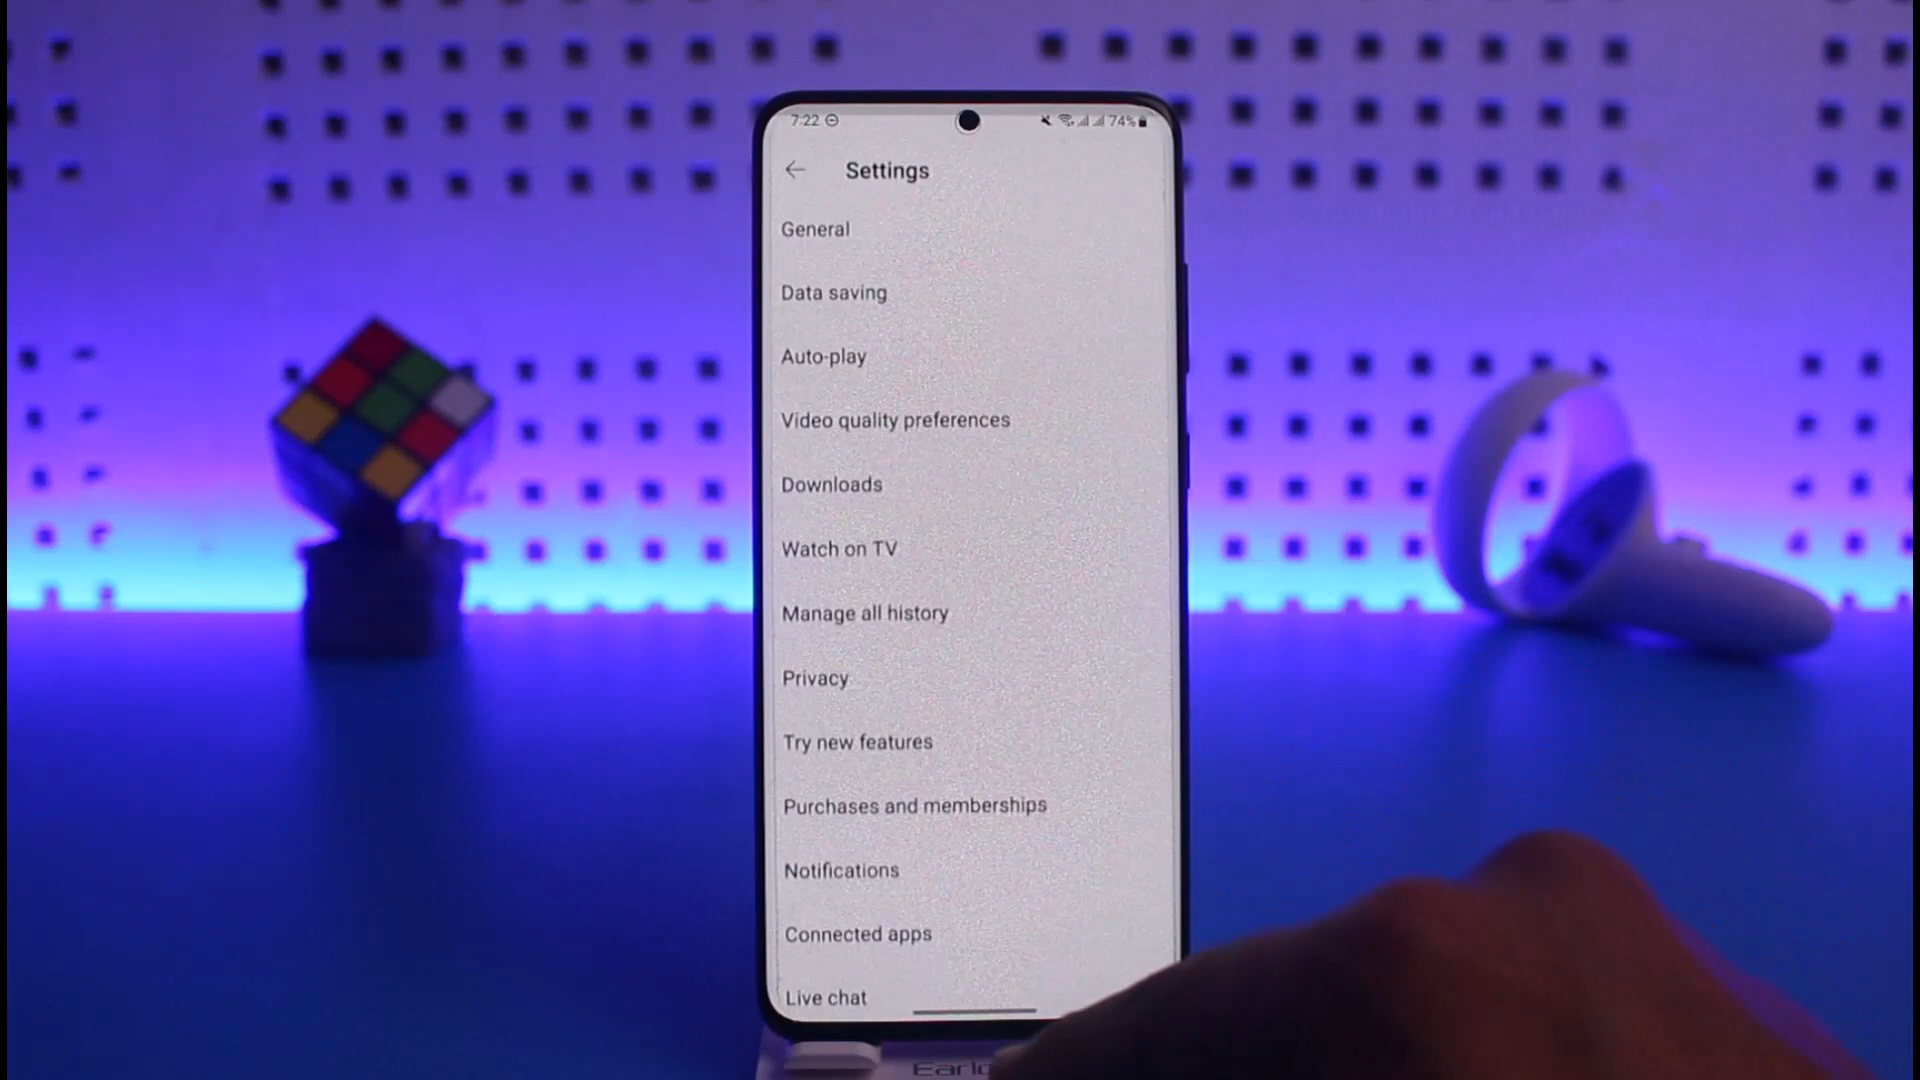 7:22
74%
Settings
General
Data saving
Auto-play
Video quality preferences
Downloads
Watch on TV
Manage all history
Privacy
Try new features
Purchases and memberships
Notifications
Connected apps
Live chat